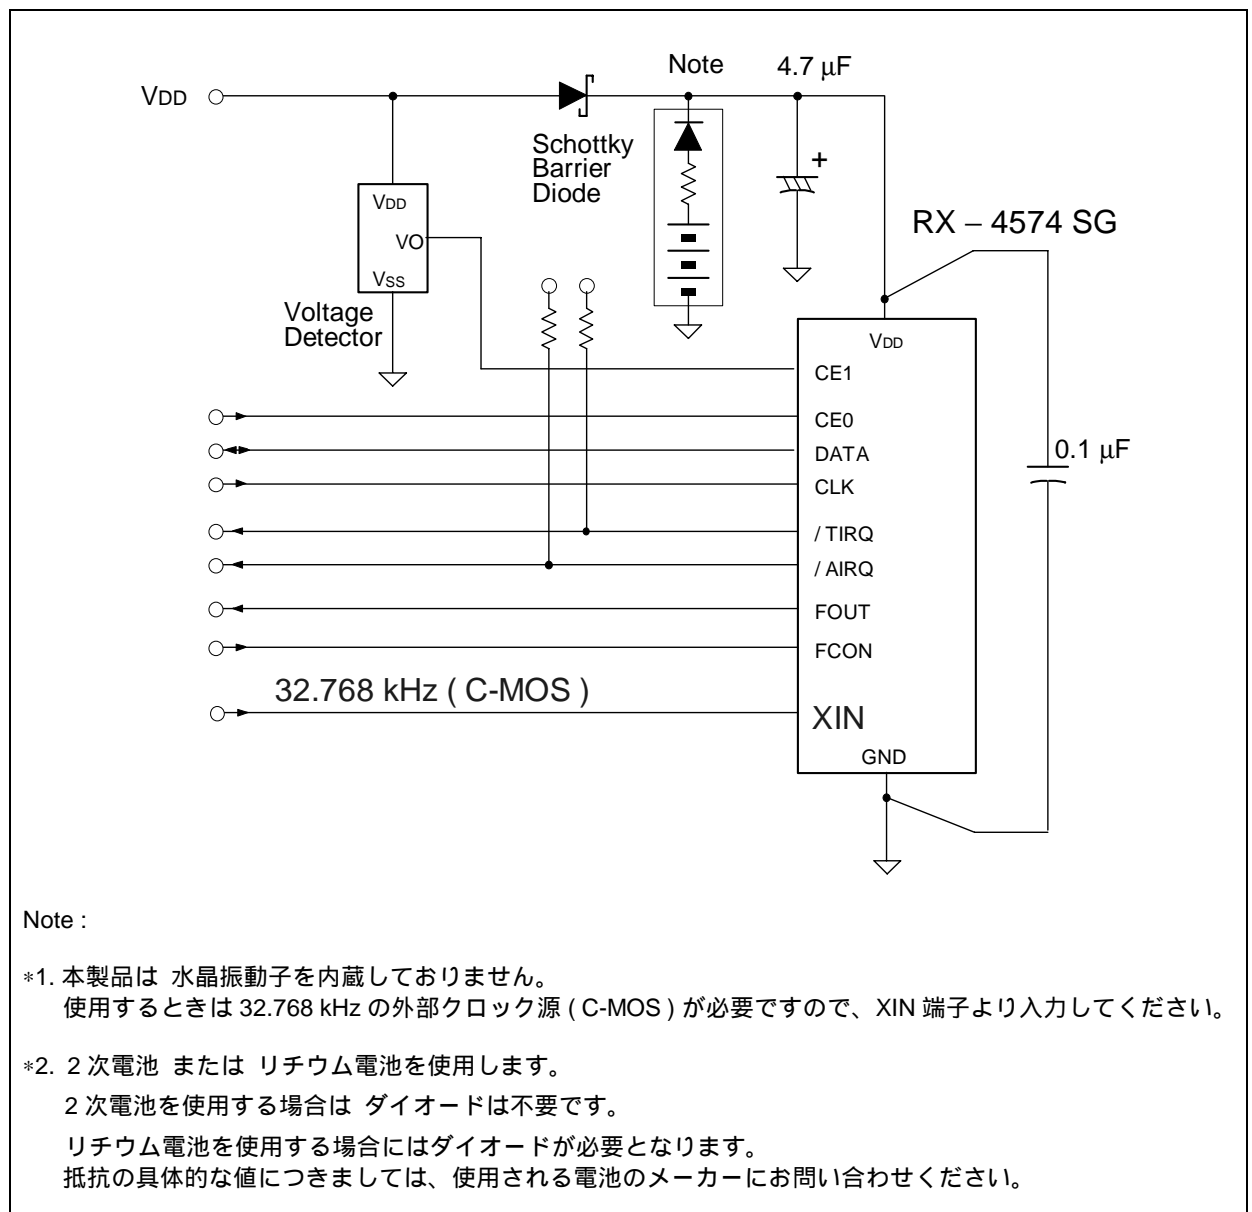 Note
4.7 μF
VDD
Schottky
Barrier
Diode
VDD
VO
VSS
Voltage
Detector
RX – 4574 SG
VDD
CE1
CE0
DATA
CLK
/ TIRQ
/ AIRQ
FOUT
FCON
XIN
GND
+
0.1 μF
32.768 kHz ( C-MOS )
Note :
*1. 本製品は 水晶振動子を内蔵しておりません。
使用するときは 32.768 kHz の外部クロック源 ( C-MOS ) が必要ですので、XIN 端子より入力してください。
*2. 2 次電池 または リチウム電池を使用します。
2 次電池を使用する場合は ダイオードは不要です。
リチウム電池を使用する場合にはダイオードが必要となります。
抵抗の具体的な値につきましては、使用される電池のメーカーにお問い合わせください。